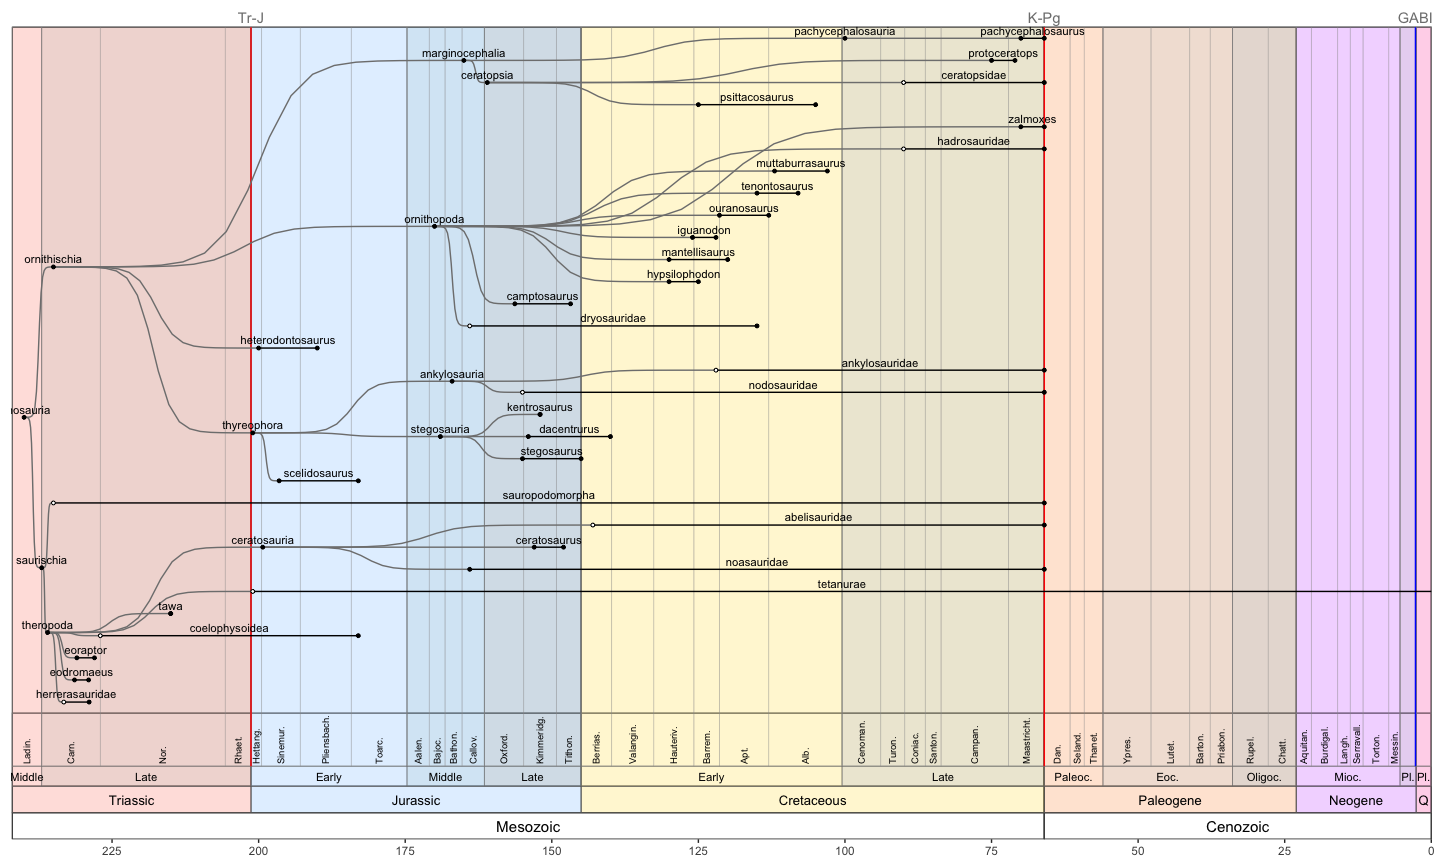 Tr-J K-Pg GABI
pachycephalosauria pachycephalosaurus
marginocephalia protoceratops
ceratopsia ceratopsidae
psittacosaurus
zalmoxes
hadrosauridae
muttaburrasaurus
tenontosaurus
ouranosaurus
ornithopoda
iguanodon
mantellisaurus
ornithischia
hypsilophodon
camptosaurus
dryosauridae
heterodontosaurus
ankylosauridae
ankylosauria
nodosauridae
nosauria kentrosaurus
thyreophora
stegosauria dacentrurus
stegosaurus
scelidosaurus
sauropodomorpha
abelisauridae
ceratosauria ceratosaurus
saurischia noasauridae
tetanurae
tawa
theropoda coelophysoidea
eoraptor
eodromaeus
herrerasauridae
Ladin. Carn. Nor. Rhaet. Hettang. Sinemur. Pliensbach. Toarc. Aalen. Bajoc. Bathon. Callov. Oxford. Kimmeridg. Tithon. Berrias. Valangin. Hauteriv. Barrem. Apt. Alb. Cenoman. Turon. Coniac. Santon. Campan. Maastricht. Dan. Seland. Thanet. Ypres. Lutet. Barton. Priabon. Rupel. Chatt. Aquitan. Burdigal. Langh. Serravall. Torton. Messin.
Middle Late Early Middle Late Early Late Paleoc. Eoc. Oligoc. Mioc. Pl. Pl.
Triassic Jurassic Cretaceous Paleogene Neogene Q
Mesozoic Cenozoic
225 200 175 150 125 100 75 50 25 0